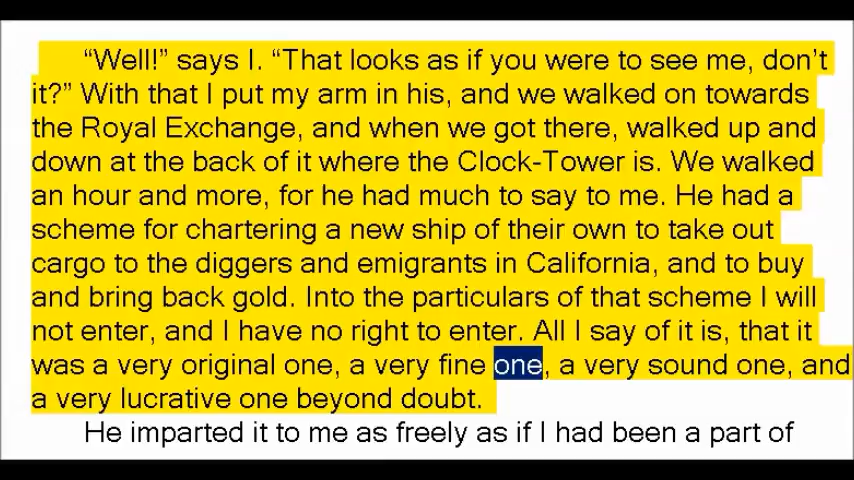 “Well!” says I. “That looks as if you were to see me, don’t
it?” With that I put my arm in his, and we walked on towards
the Royal Exchange, and when we got there, walked up and
down at the back of it where the Clock-Tower is. We walked
an hour and more, for he had much to say to me. He had a
scheme for chartering a new ship of their own to take out
cargo to the diggers and emigrants in California, and to buy
and bring back gold. Into the particulars of that scheme I will
not enter, and I have no right to enter. All I say of it is, that it
was a very original one, a very fine one, a very sound one, and
a very lucrative one beyond doubt.
He imparted it to me as freely as if I had been a part of